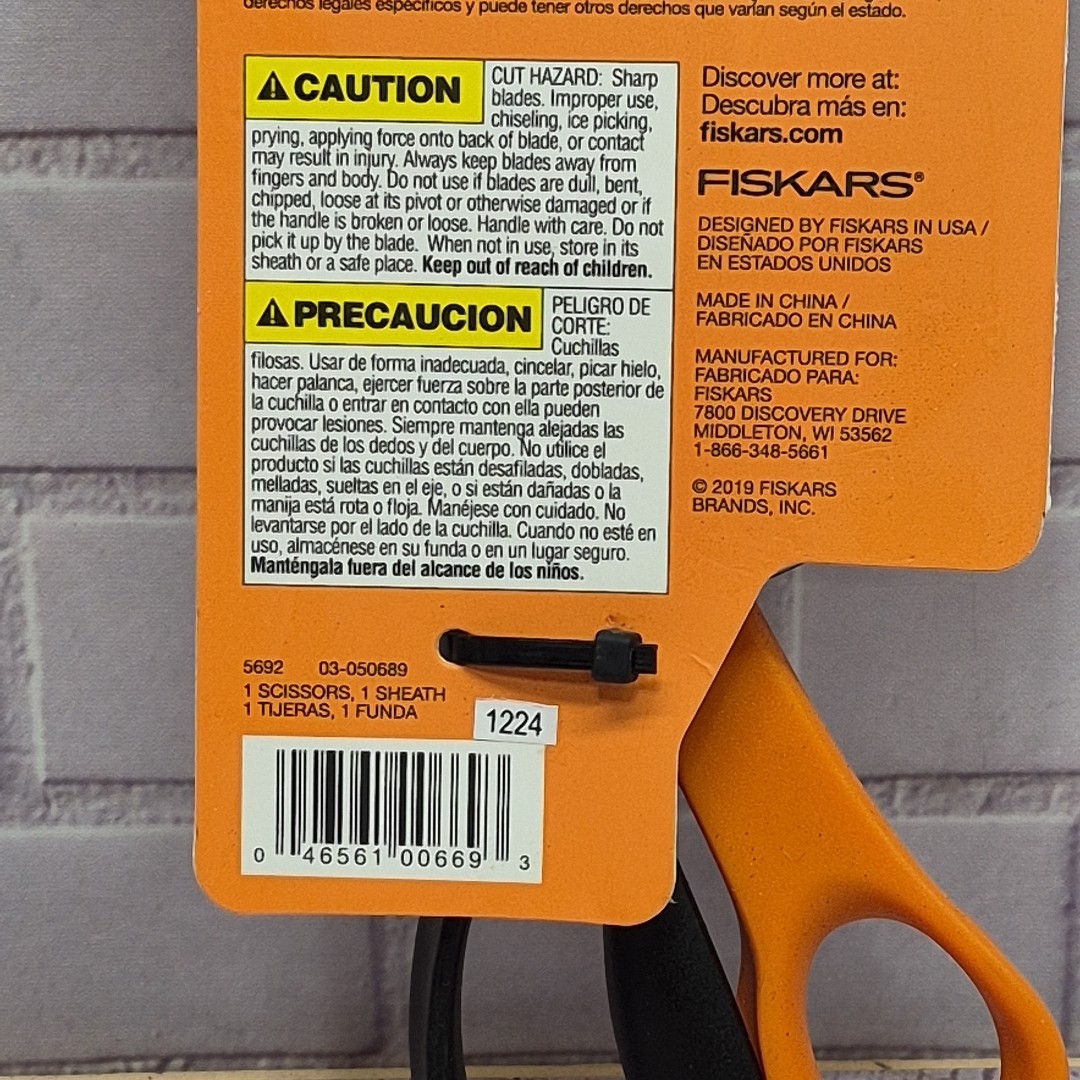 derechos legales específicos y puede tener otros derechos que varían según el estado.
CAUTION
CUT HAZARD: Sharp
blades. Improper use,
chiseling, ice picking,
prying, applying force onto back of blade, or contact
may result in injury. Always keep blades away from
fingers and body. Do not use if blades are dull, bent,
chipped, loose at its pivot or otherwise damaged or if
the handle is broken or loose. Handle with care. Do not
pick it up by the blade. When not in use, store in its
sheath or a safe place. Keep out of reach of children.
PRECAUCION
PELIGRO DE
CORTE:
Cuchillas
filosas. Usar de forma inadecuada, cincelar, picar hielo,
hacer palanca, ejercer fuerza sobre la parte posterior de
la cuchilla o entrar en contacto con ella pueden
provocar lesiones. Siempre mantenga alejadas las
cuchillas de los dedos y del cuerpo. No utilice el
producto si las cuchillas están desafiladas, dobladas,
melladas, sueltas en el eje, o si están dañadas o la
manija está rota o floja. Manéjese con cuidado. No
levantarse por el lado de la cuchilla. Cuando no esté en
uso, almacénese en su funda o en un lugar seguro.
Manténgala fuera del alcance de los niños.
Discover more at:
Descubra más en:
fiskars.com
FISKARS®
DESIGNED BY FISKARS IN USA /
DISEÑADO POR FISKARS
EN ESTADOS UNIDOS
MADE IN CHINA /
FABRICADO EN CHINA
MANUFACTURED FOR:
FABRICADO PARA:
FISKARS
7800 DISCOVERY DRIVE
MIDDLETON, WI 53562
1-866-348-5661
© 2019 FISKARS
BRANDS, INC.
5692 03-050689
1 SCISSORS, 1 SHEATH
1 TIJERAS, 1 FUNDA
1224
0 46561 00669 3